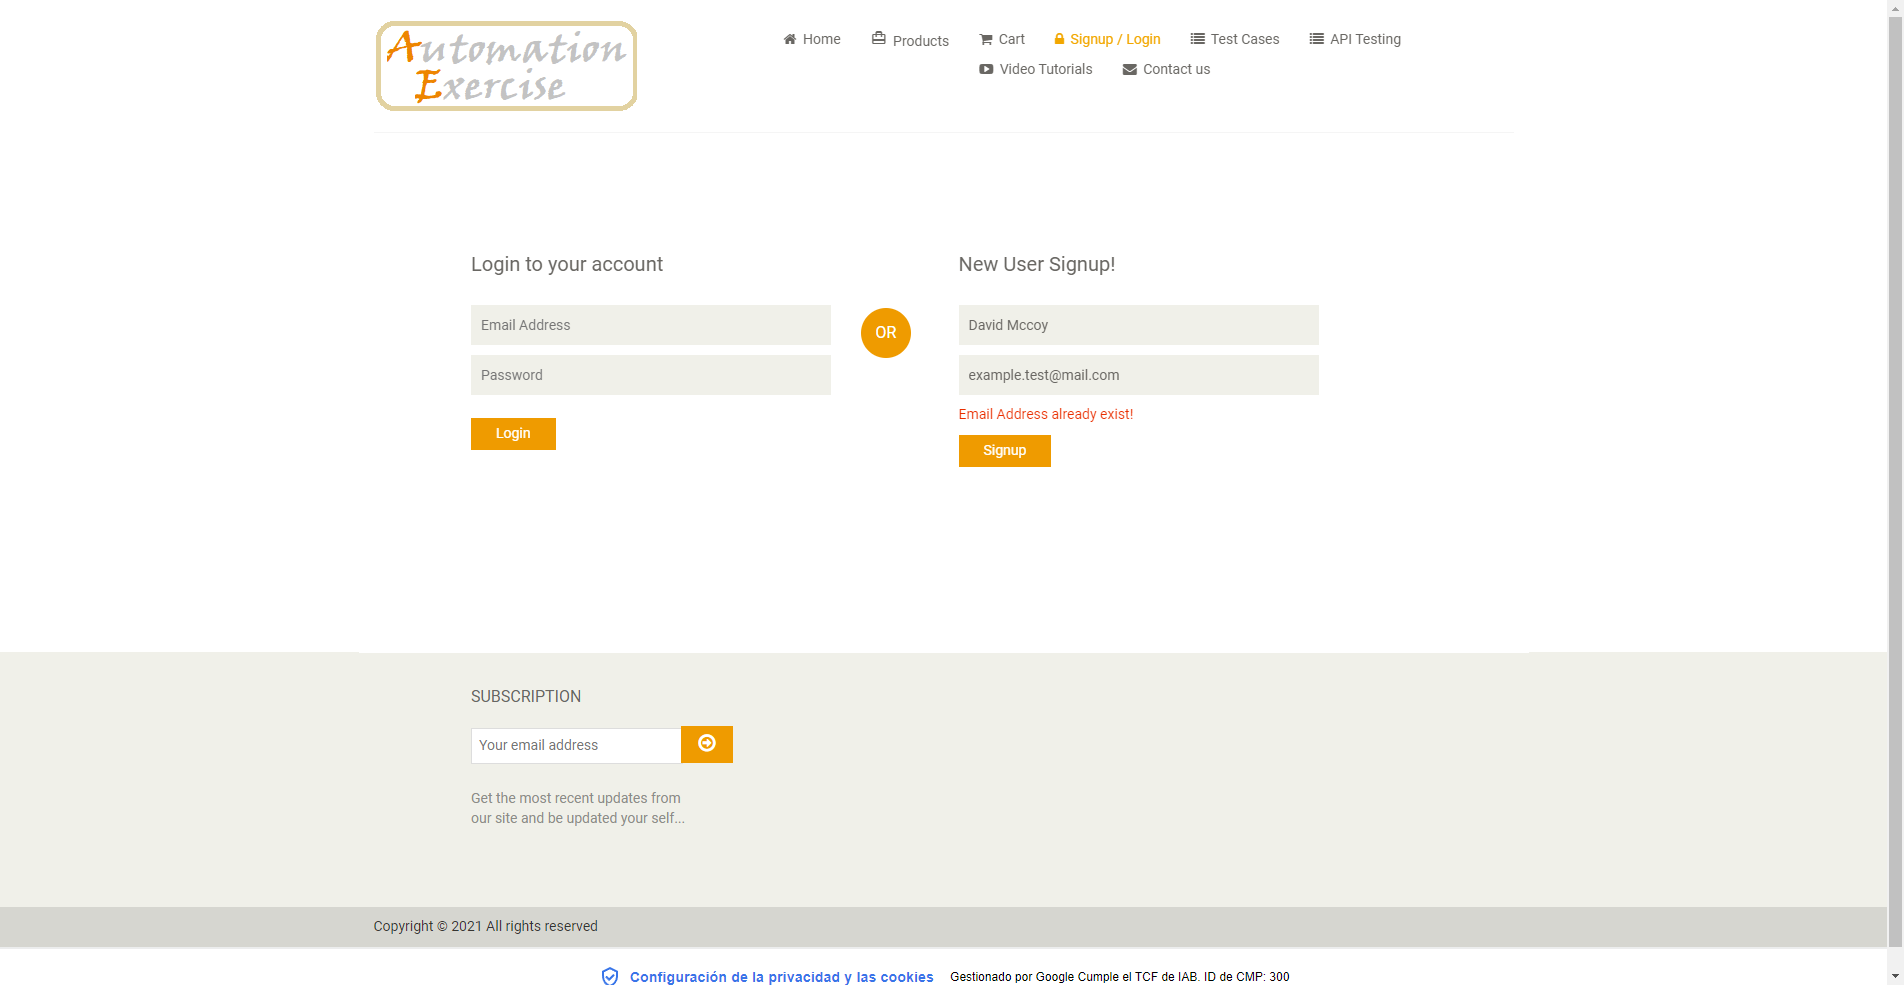 Automation
Exercise
Home
Products
Cart
Signup / Login
Test Cases
API Testing
Video Tutorials
Contact us
Login to your account
Email Address
Password
Login
OR
New User Signup!
David Mccoy
example.test@mail.com
Email Address already exist!
Signup
SUBSCRIPTION
Your email address
Get the most recent updates from
our site and be updated your self...
Copyright © 2021 All rights reserved
Configuración de la privacidad y las cookies Gestionado por Google Cumple el TCF de IAB. ID de CMP: 300